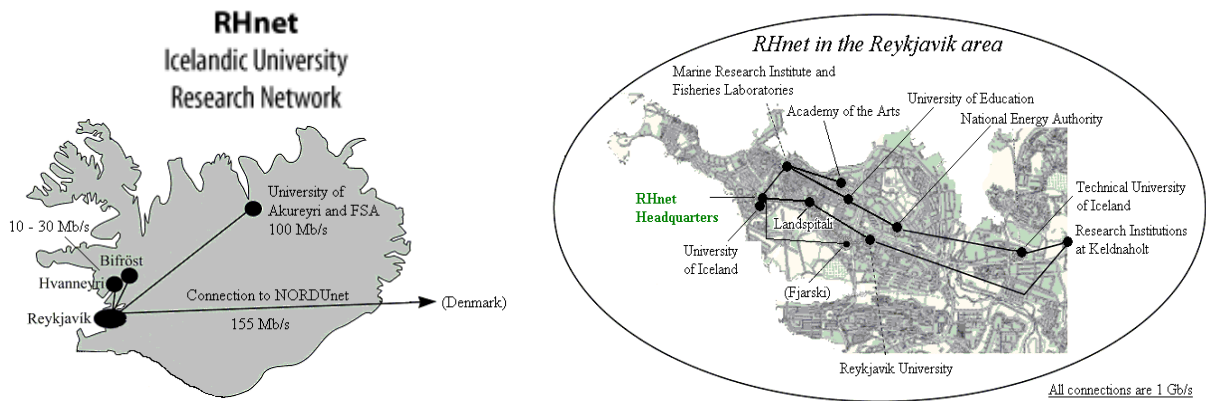 RHnet
Icelandic University
Research Network
University of
Akureyri and FSA
100 Mb/s
10 - 30 Mb/s
Bifröst
Hvanneyri
Reykjavík
Connection to NORDUnet
155 Mb/s
(Denmark)
RHnet in the Reykjavik area
Marine Research Institute and
Fisheries Laboratories
Academy of the Arts
University of Education
National Energy Authority
RHnet
Headquarters
Landspitali
Technical University
of Iceland
Research Institutions
at Keldnaholt
University
of Iceland
(Fjarski)
Reykjavik University
All connections are 1 Gb/s